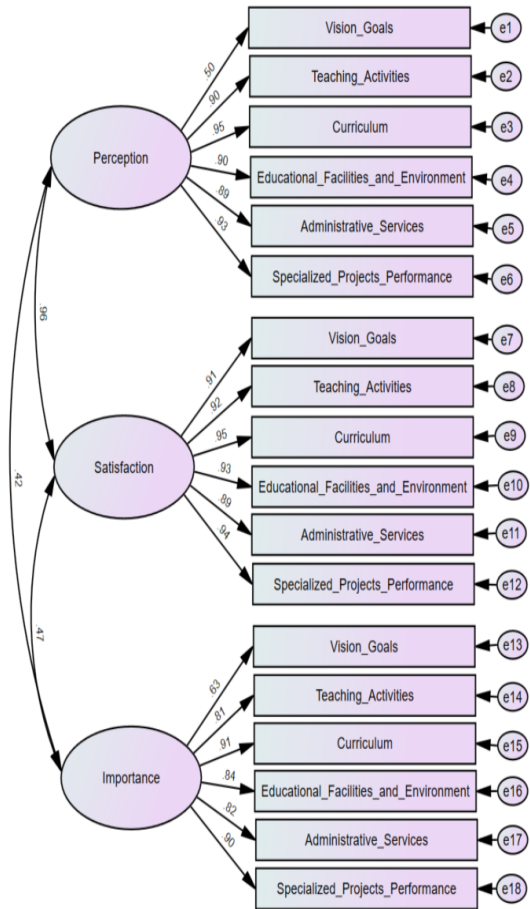 Vision_Goals
e1
.50
Teaching_Activities
e2
.90
Curriculum
e3
.95
Perception
Educational_Facilities_and_Environment
e4
.90
Administrative_Services
e5
.89
Specialized_Projects_Performance
e6
.93
.96
Vision_Goals
e7
.91
Teaching_Activities
e8
.92
Curriculum
e9
.95
Satisfaction
Educational_Facilities_and_Environment
e10
.93
Administrative_Services
e11
.89
Specialized_Projects_Performance
e12
.94
.42
.47
Vision_Goals
e13
.63
Teaching_Activities
e14
.81
Curriculum
e15
.91
Importance
Educational_Facilities_and_Environment
e16
.84
Administrative_Services
e17
.82
Specialized_Projects_Performance
e18
.90